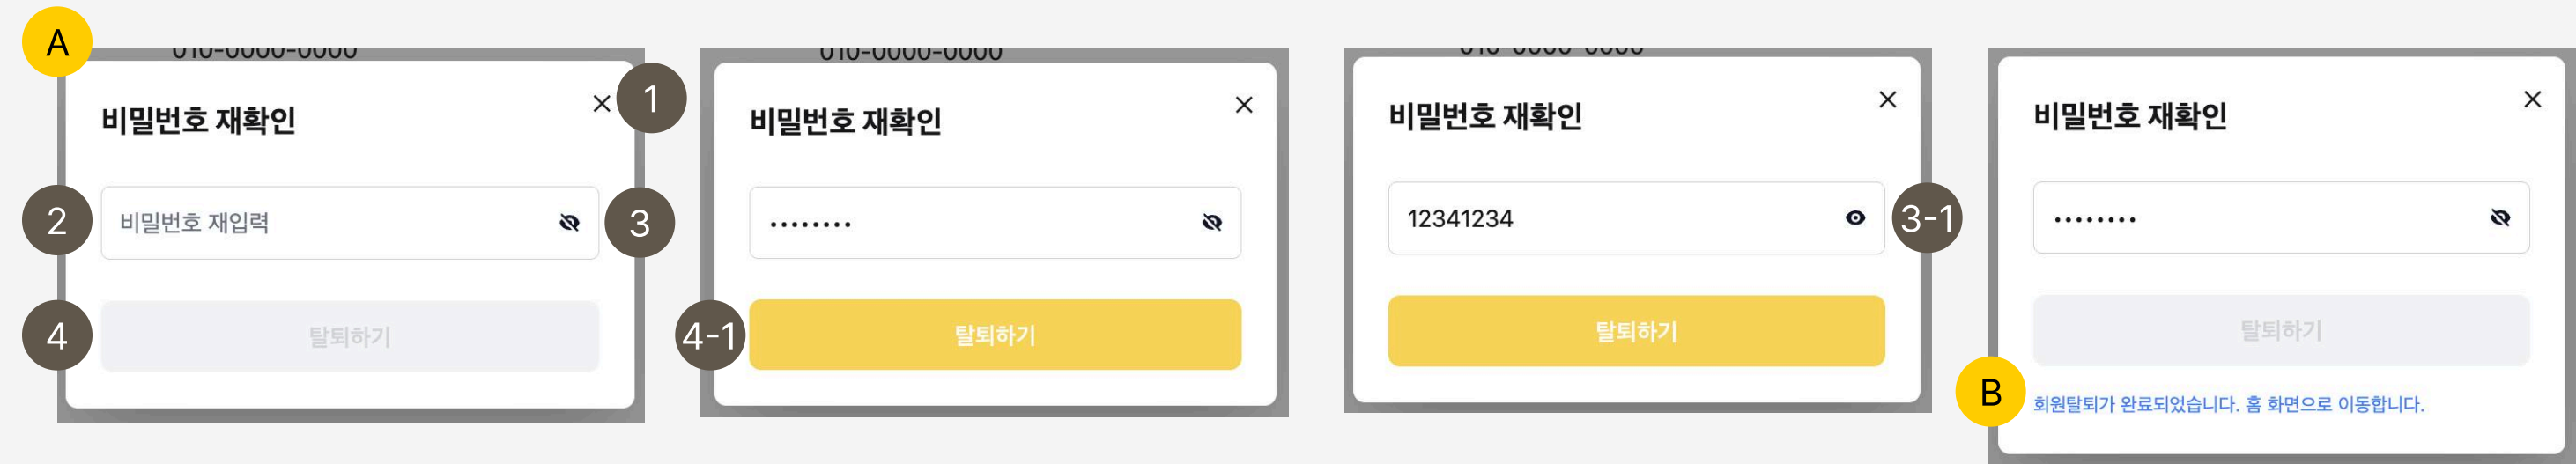 A
010-0000-0000
비밀번호 재확인
1
2
비밀번호 재입력
3
4
탈퇴하기
010-0000-0000
비밀번호 재확인
........
4-1
탈퇴하기
010-0000-0000
비밀번호 재확인
12341234
3-1
탈퇴하기
비밀번호 재확인
........
탈퇴하기
B
회원탈퇴가 완료되었습니다. 홈 화면으로 이동합니다.